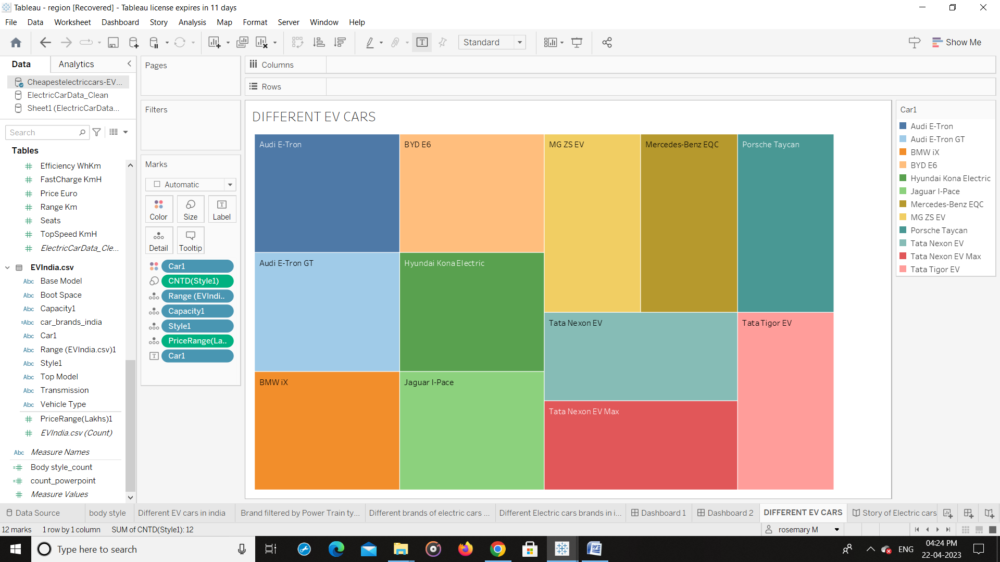 Tableau - region [Recovered] - Tableau license expires in 11 days
File Data Worksheet Dashboard Story Analysis Map Format Server Window Help
Standard
Show Me
Data Analytics
Cheapestelectriccars-EV...
ElectricCarData_Clean
Sheet1 (ElectricCarData...
Search
Tables
Efficiency WhKm
FastCharge KmH
Price Euro
Range Km
Seats
TopSpeed KmH
ElectricCarData_Cle...
EVIndia.csv
Abc Base Model
Abc Boot Space
Abc Capacity1
=Abc car_brands_india
Abc Car1
Abc Range (EVIndia.csv)1
Abc Style1
Abc Top Model
Abc Transmission
Abc Vehicle Type
PriceRange(Lakhs)1
EVIndia.csv (Count)
Abc Measure Names
Body style_count
count_powerpoint
Measure Values
Pages
Filters
Marks
Automatic
Color Size Label
Detail Tooltip
Car1
CNTD(Style1)
Range (EVIndi..
Capacity1
Style1
PriceRange(La..
Car1
Columns
Rows
DIFFERENT EV CARS
Audi E-Tron
BYD E6
MG ZS EV
Mercedes-Benz EQC
Porsche Taycan
Audi E-Tron GT
Hyundai Kona Electric
Tata Nexon EV
Tata Tigor EV
BMW iX
Jaguar I-Pace
Tata Nexon EV Max
Car1
Audi E-Tron
Audi E-Tron GT
BMW iX
BYD E6
Hyundai Kona Electric
Jaguar I-Pace
Mercedes-Benz EQC
MG ZS EV
Porsche Taycan
Tata Nexon EV
Tata Nexon EV Max
Tata Tigor EV
Data Source body style Different EV cars in india Brand filtered by Power Train ty... Different brands of electric cars ... Different Electric cars brands in i... Dashboard 1 Dashboard 2 DIFFERENT EV CARS Story of Electric cars
12 marks 1 row by 1 column SUM of CNTD(Style1): 12
rosemary M
Type here to search
ENG
04:24 PM
22-04-2023